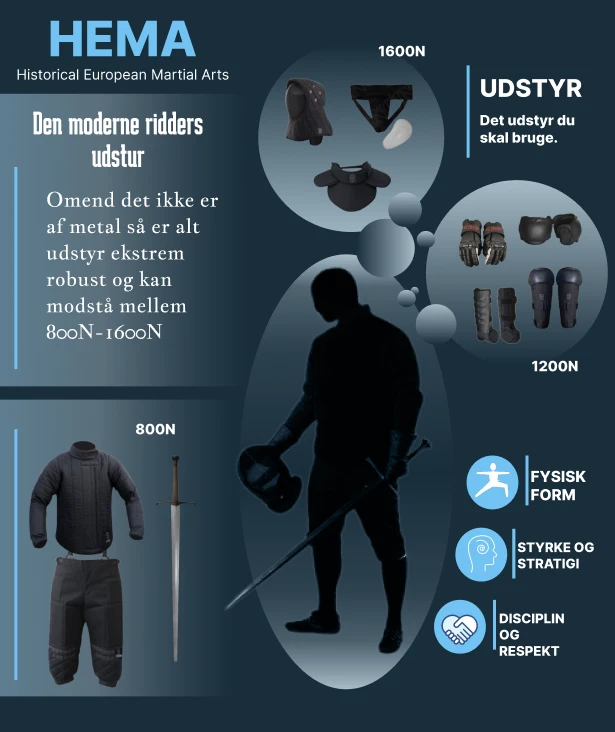 HEMA
Historical European Martial Arts
Den moderne ridders
udstur
Omend det ikke er
af metal så er alt
udstyr ekstrem
robust og kan
modstå mellem
800N-1600N
1600N
UDSTYR
Det udstyr du
skal bruge.
1200N
800N
FYSISK
FORM
STYRKE OG
STRATIGI
DISCIPLIN
OG
RESPEKT